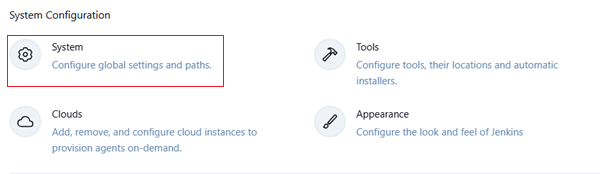 System Configuration
System
Configure global settings and paths.
Tools
Configure tools, their locations and automatic
installers.
Clouds
Add, remove, and configure cloud instances to
provision agents on-demand.
Appearance
Configure the look and feel of Jenkins